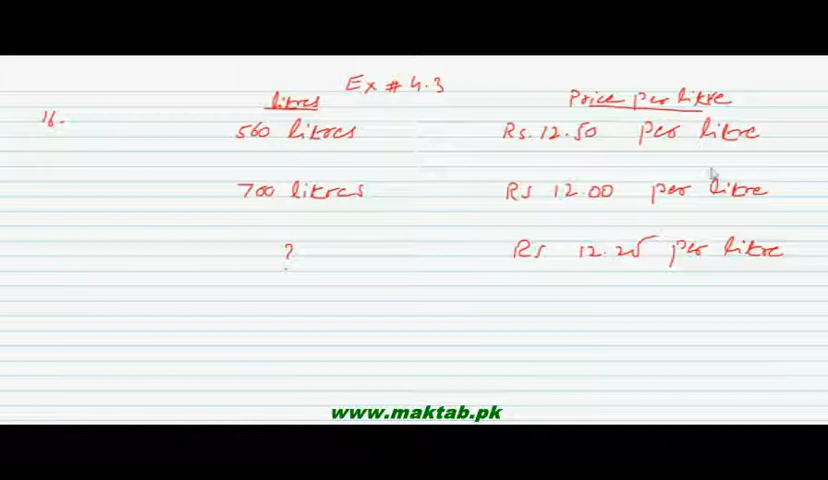 Ex # 4.3
litres Price per litre
16.
560 litres Rs. 12.50 per litre
700 litres Rs 12.00 per litre
? Rs 12.25 per litre
www.maktab.pk